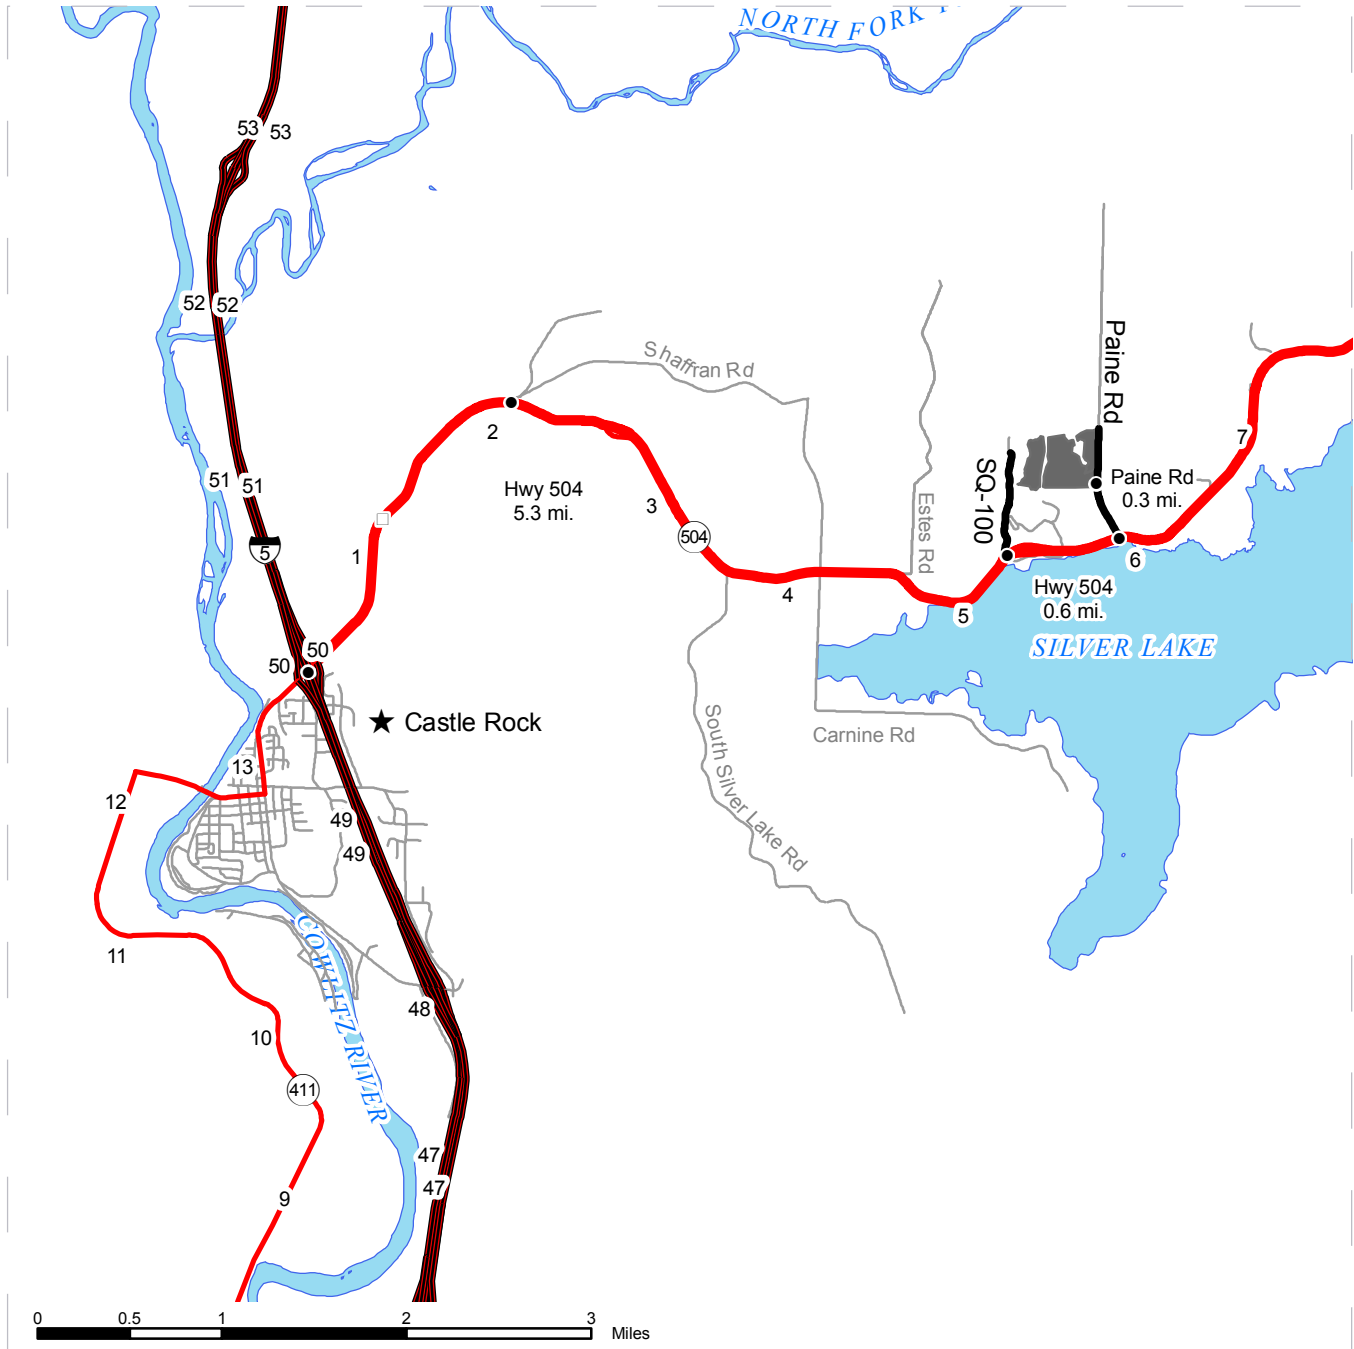 NORTH FORK
53
53
52
52
Shaffran Rd
Paine Rd
2
7
51
51
Hwy 504
5.3 mi.
3
SQ-100
Paine Rd
0.3 mi.
Estes Rd
504
5
1
6
4
Hwy 504
0.6 mi.
5
50
50
SILVER LAKE
Castle Rock
South Silver Lake Rd
Carnine Rd
13
12
49
49
11
COWLITZ RIVER
48
10
411
47
47
9
0 0.5 1 2 3
Miles